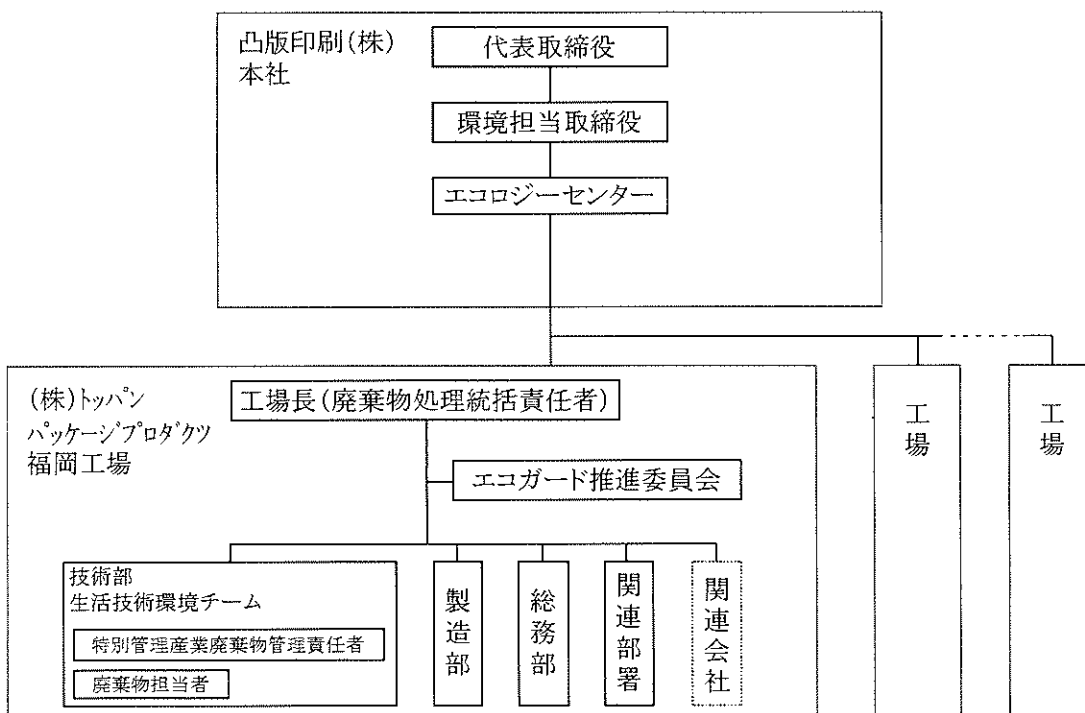 凸版印刷(株)
本社
代表取締役
環境担当取締役
エコロジーセンター
(株)トッパン
パッケージプロダクツ
福岡工場
工場長(廃棄物処理統括責任者)
エコガード推進委員会
技術部
生活技術環境チーム
特別管理産業廃棄物管理責任者
廃棄物担当者
製造部
総務部
関連部署
関連会社
工場
工場